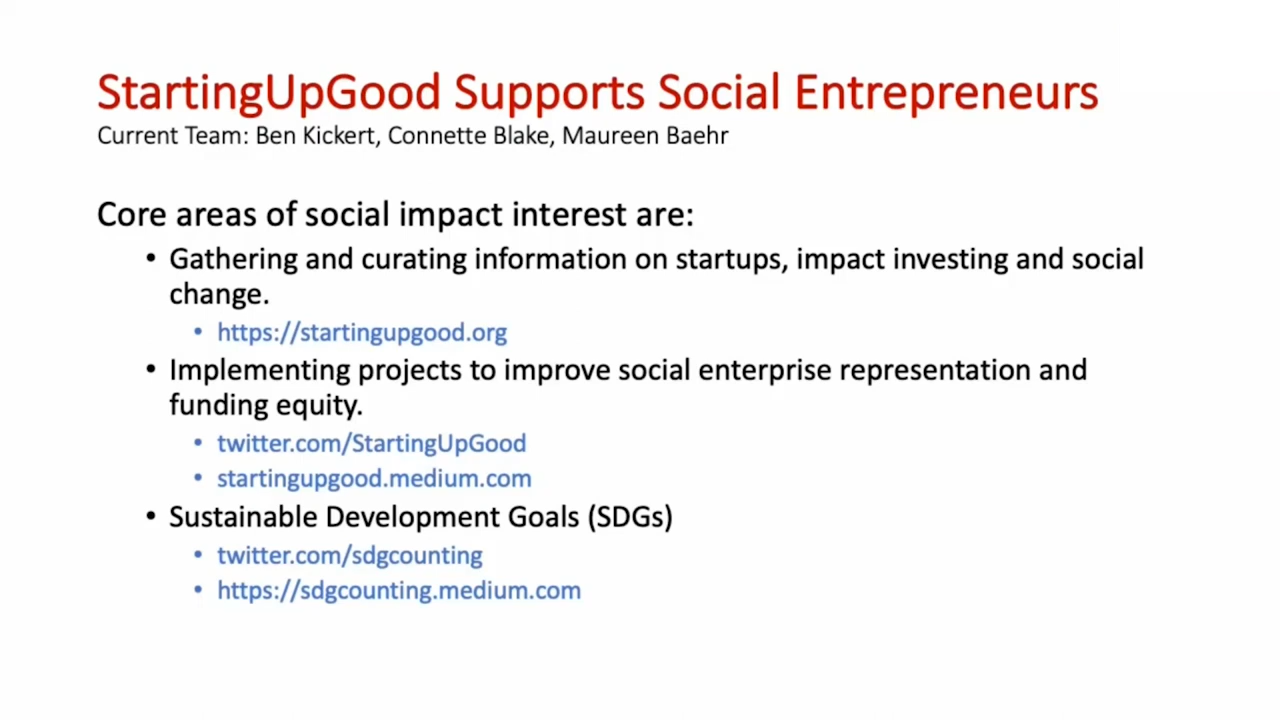 StartingUpGood Supports Social Entrepreneurs
Current Team: Ben Kickert, Connette Blake, Maureen Baehr
Core areas of social impact interest are:
• Gathering and curating information on startups, impact investing and social
change.
• https://startingupgood.org
• Implementing projects to improve social enterprise representation and
funding equity.
• twitter.com/StartingUpGood
• startingupgood.medium.com
• Sustainable Development Goals (SDGs)
• twitter.com/sdgcounting
• https://sdgcounting.medium.com